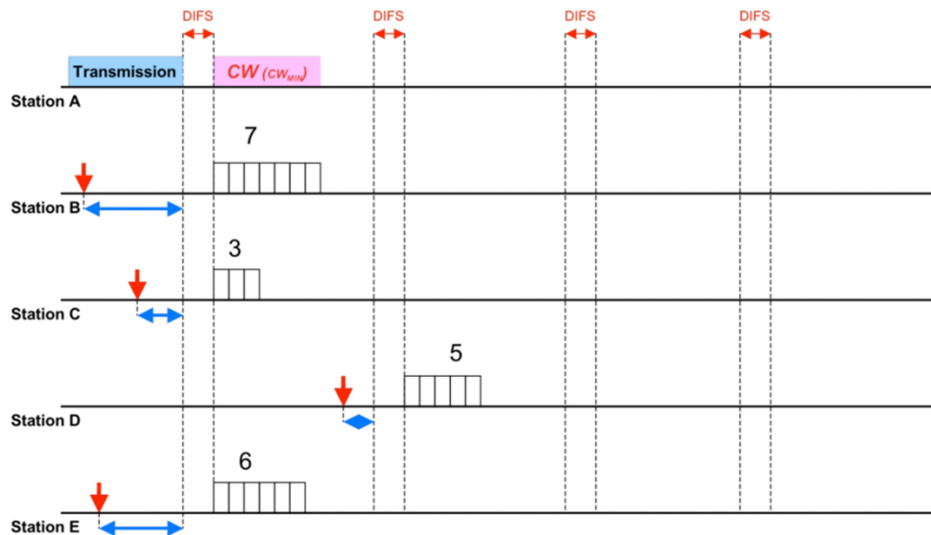 DIFS DIFS DIFS DIFS
Transmission CW (CWMIN)
Station A
7
Station B
3
Station C
5
Station D
6
Station E